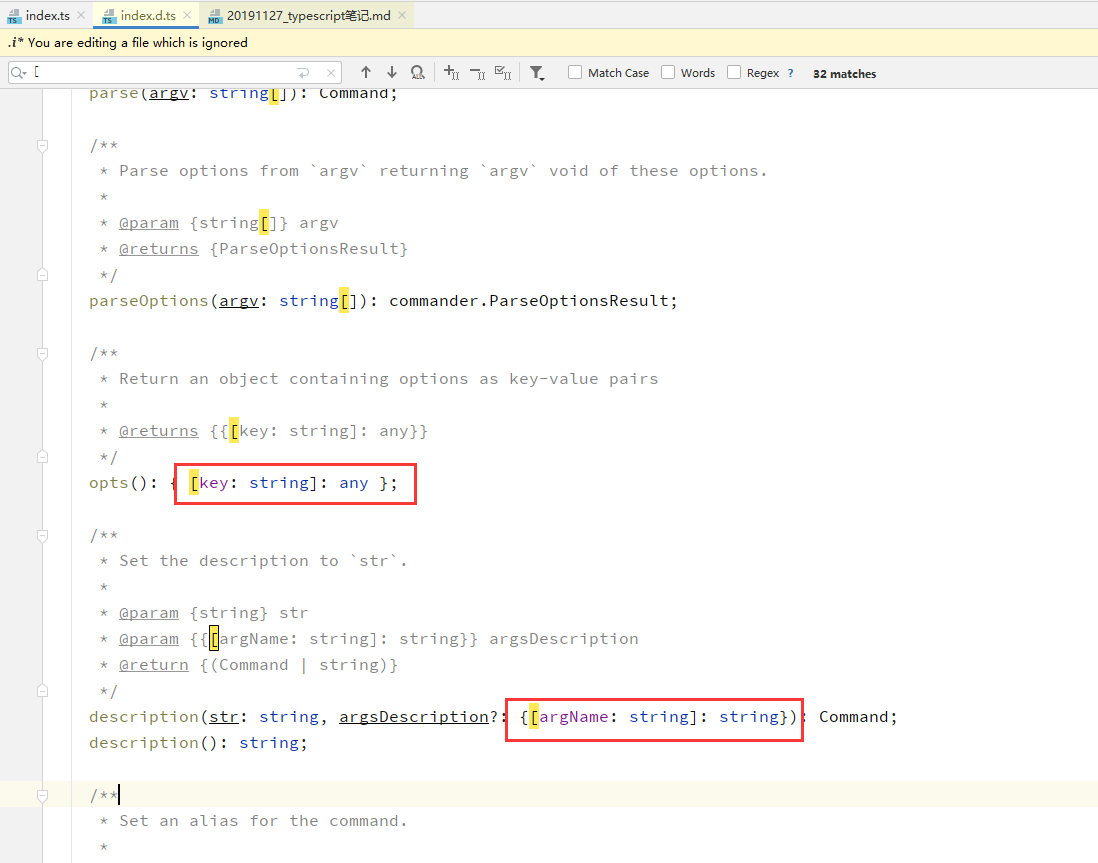 index.ts index.d.ts 20191127_typescript笔记.md
.i* You are editing a file which is ignored
[ Match Case Words Regex ? 32 matches
parse(argv: string[]): Command;
/**
* Parse options from `argv` returning `argv` void of these options.
*
* @param {string[]} argv
* @returns {ParseOptionsResult}
*/
parseOptions(argv: string[]): commander.ParseOptionsResult;
/**
* Return an object containing options as key-value pairs
*
* @returns {{[key: string]: any}}
*/
opts(): { [key: string]: any };
/**
* Set the description to `str`.
*
* @param {string} str
* @param {{[argName: string]: string}} argsDescription
* @return {(Command | string)}
*/
description(str: string, argsDescription?: {[argName: string]: string}): Command;
description(): string;
/**
* Set an alias for the command.
*